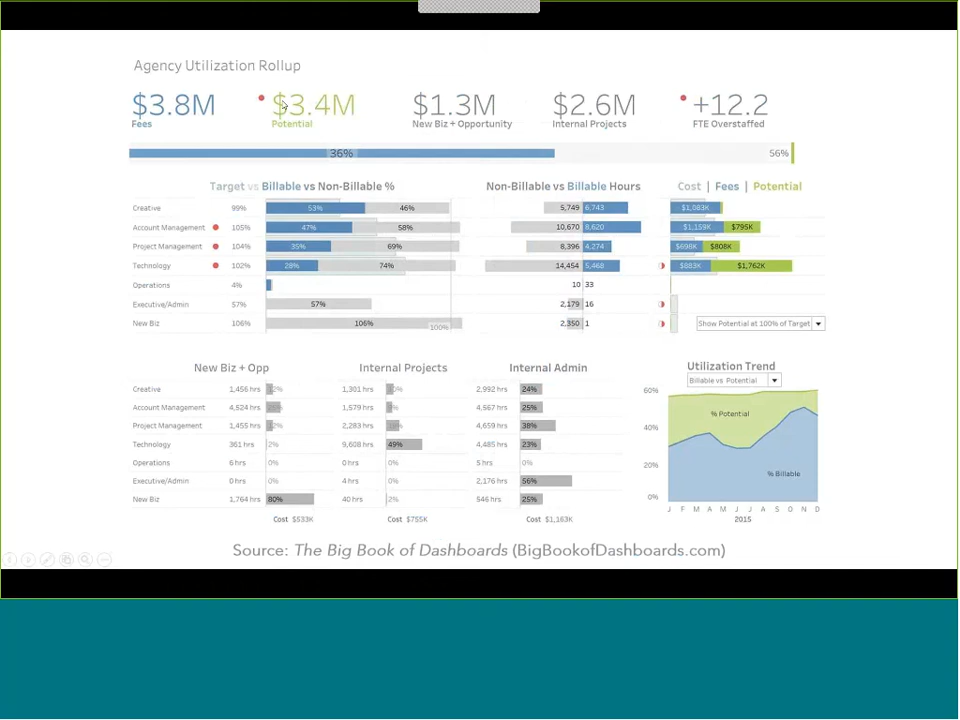 Agency Utilization Rollup
$3.8M $3.4M $1.3M $2.6M +12.2
Fees Potential New Biz + Opportunity Internal Projects FTE Overstaffed
36% 56%
Target vs Billable vs Non-Billable % Non-Billable vs Billable Hours Cost | Fees | Potential
Creative 99% 53% 46% 5,749 6,743 $1,083K
Account Management 105% 47% 58% 10,670 8,620 $1,159K $795K
Project Management 104% 35% 69% 8,396 4,274 $698K $808K
Technology 102% 28% 74% 14,454 5,468 $883K $1,762K
Operations 4% 10 33
Executive/Admin 57% 57% 2,179 16
New Biz 106% 106% 100% 2,350 1 Show Potential at 100% of Target
New Biz + Opp Internal Projects Internal Admin Utilization Trend
Billable vs Potential
Creative 1,456 hrs 12% 1,301 hrs 2,992 hrs 24% 60%
Account Management 4,524 hrs 1,579 hrs 4,567 hrs 25% % Potential
Project Management 1,455 hrs 12% 2,283 hrs 4,659 hrs 38% 40%
Technology 361 hrs 2% 9,608 hrs 49% 4,485 hrs 23%
Operations 6 hrs 0% 0 hrs 0% 5 hrs 0% 20%
Executive/Admin 0 hrs 0% 4 hrs 0% 2,176 hrs 56% % Billable
New Biz 1,764 hrs 80% 40 hrs 2% 546 hrs 25% 0%
J F M A M J J A S O N D
Cost $533K Cost $755K Cost $1,163K 2015
Source: The Big Book of Dashboards (BigBookofDashboards.com)